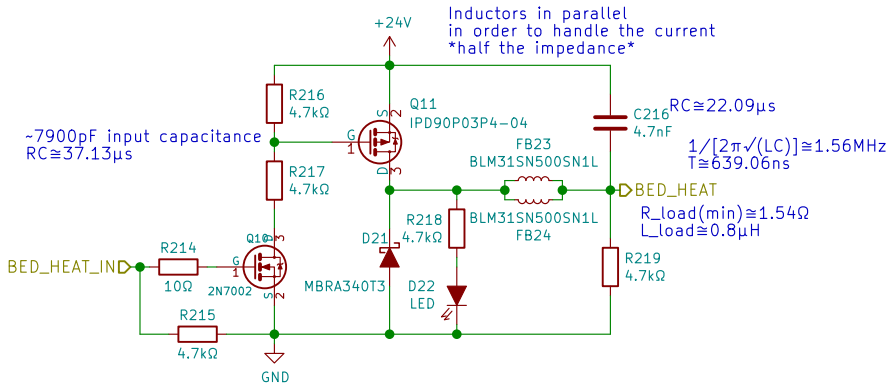 Inductors in parallel
in order to handle the current
*half the impedance*
+24V
R216
4.7kΩ
Q11
IPD90P03P4-04
S
2
G
1
D
3
C216
4.7nF
RC≅22.09µs
~7900pF input capacitance
RC≅37.13µs
1/[2π√(LC)]≅1.56MHz
T≅639.06ns
FB23
BLM31SN500SN1L
R217
4.7kΩ
BED_HEAT
R_load(min)≅1.54Ω
L_load≅0.8µH
BLM31SN500SN1L
FB24
R218
4.7kΩ
D21
MBRA340T3
Q10
D
3
G
1
S
2
2N7002
R214
10Ω
BED_HEAT_IN
R219
4.7kΩ
D22
LED
R215
4.7kΩ
GND